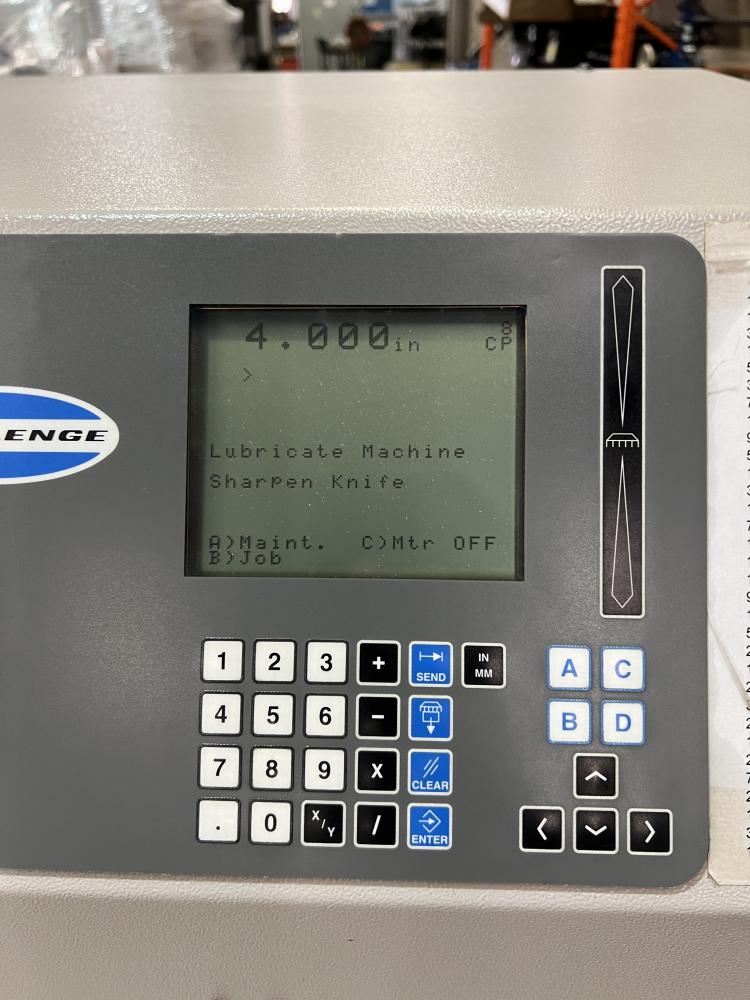 4.000in 8 CP
>
Lubricate Machine
Sharpen Knife
A)Maint. C)Mtr OFF
B)Job
ENGE
1 2 3 + SEND IN MM
4 5 6 -
7 8 9 X CLEAR
. 0 X/Y / ENTER
A C
B D